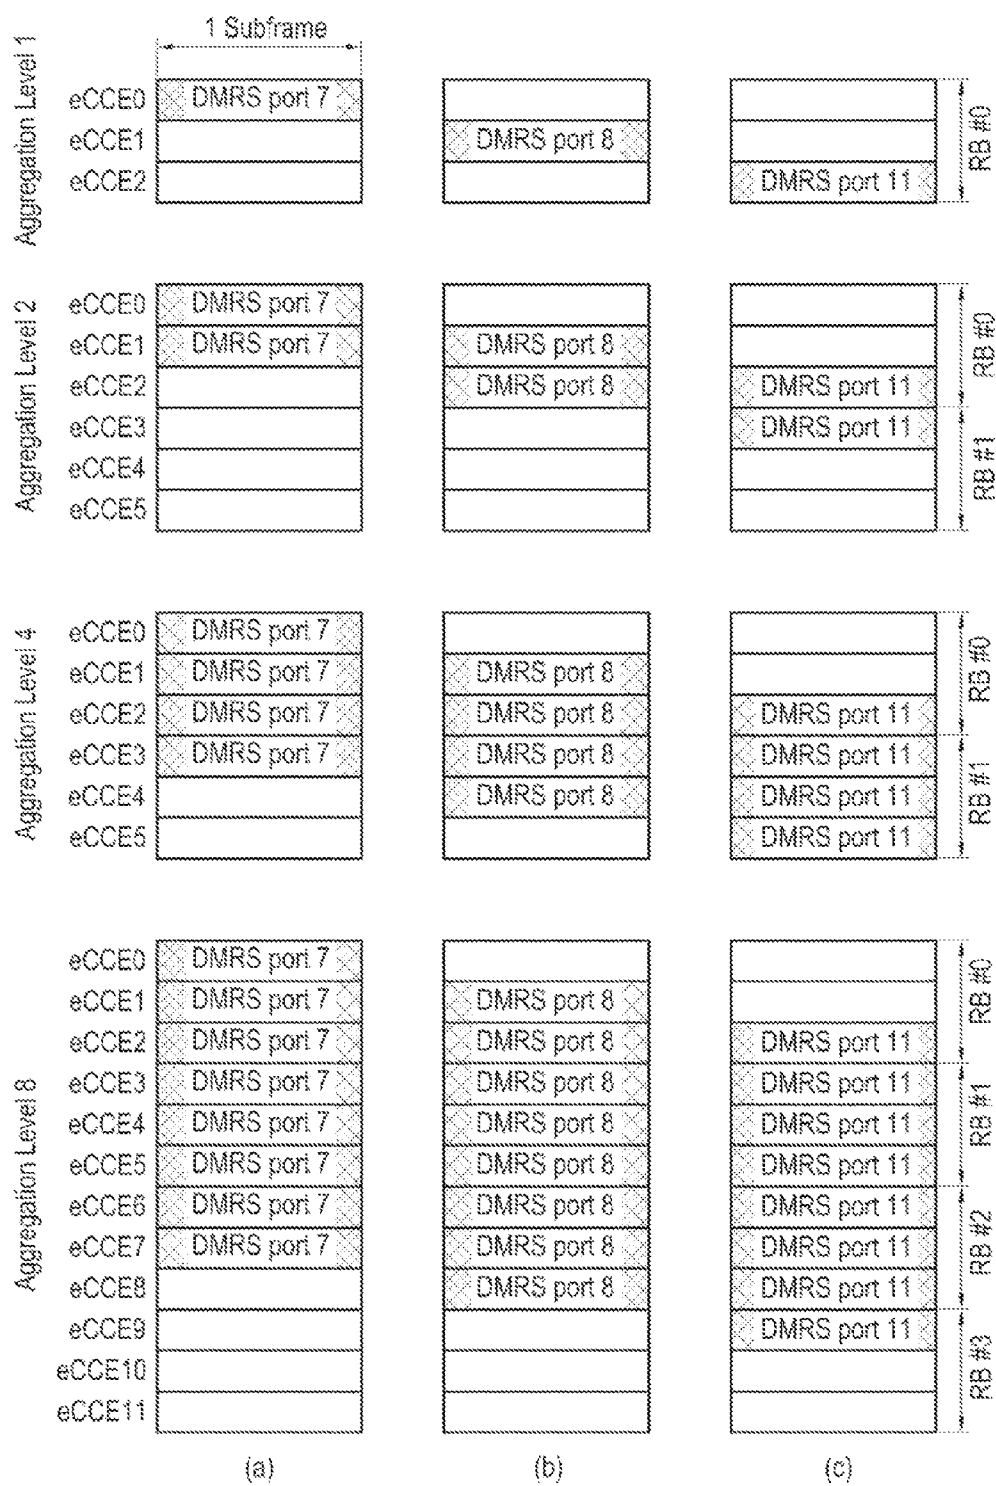 1 Subframe
Aggregation Level 1
eCCE0 DMRS port 7
eCCE1 DMRS port 8
eCCE2 DMRS port 11
RB #0
Aggregation Level 2
eCCE0 DMRS port 7
eCCE1 DMRS port 7 DMRS port 8
eCCE2 DMRS port 8 DMRS port 11
eCCE3 DMRS port 11
eCCE4
eCCE5
RB #0
RB #1
Aggregation Level 4
eCCE0 DMRS port 7
eCCE1 DMRS port 7 DMRS port 8
eCCE2 DMRS port 7 DMRS port 8 DMRS port 11
eCCE3 DMRS port 7 DMRS port 8 DMRS port 11
eCCE4 DMRS port 8 DMRS port 11
eCCE5 DMRS port 11
RB #0
RB #1
Aggregation Level 8
eCCE0 DMRS port 7
eCCE1 DMRS port 7 DMRS port 8
eCCE2 DMRS port 7 DMRS port 8 DMRS port 11
eCCE3 DMRS port 7 DMRS port 8 DMRS port 11
eCCE4 DMRS port 7 DMRS port 8 DMRS port 11
eCCE5 DMRS port 7 DMRS port 8 DMRS port 11
eCCE6 DMRS port 7 DMRS port 8 DMRS port 11
eCCE7 DMRS port 7 DMRS port 8 DMRS port 11
eCCE8 DMRS port 8 DMRS port 11
eCCE9 DMRS port 11
eCCE10
eCCE11
RB #0
RB #1
RB #2
RB #3
(a) (b) (c)